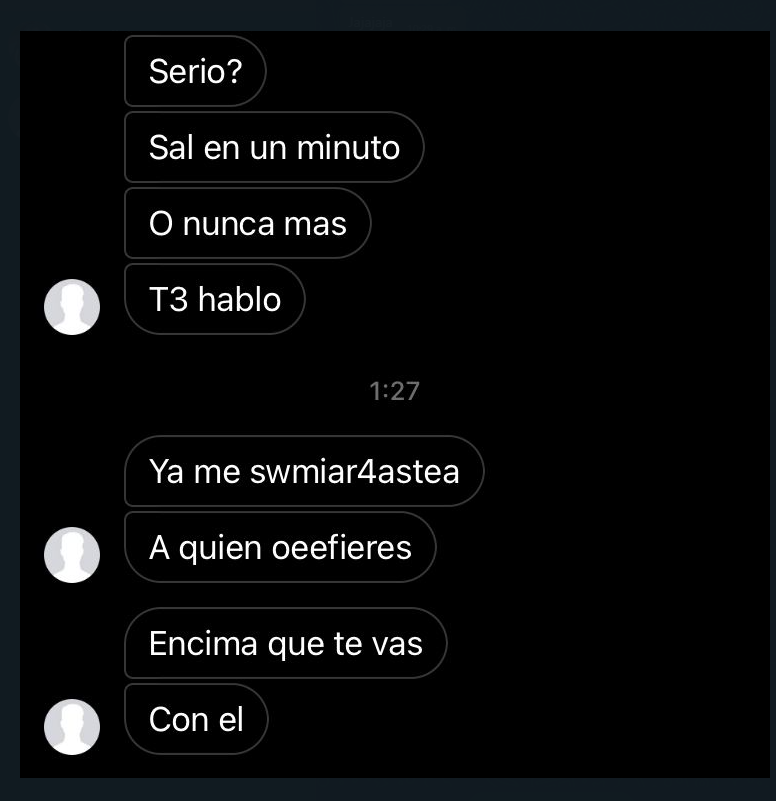 Serio?
Sal en un minuto
O nunca mas
T3 hablo
1:27
Ya me swmiar4astea
A quien oeefieres
Encima que te vas
Con el